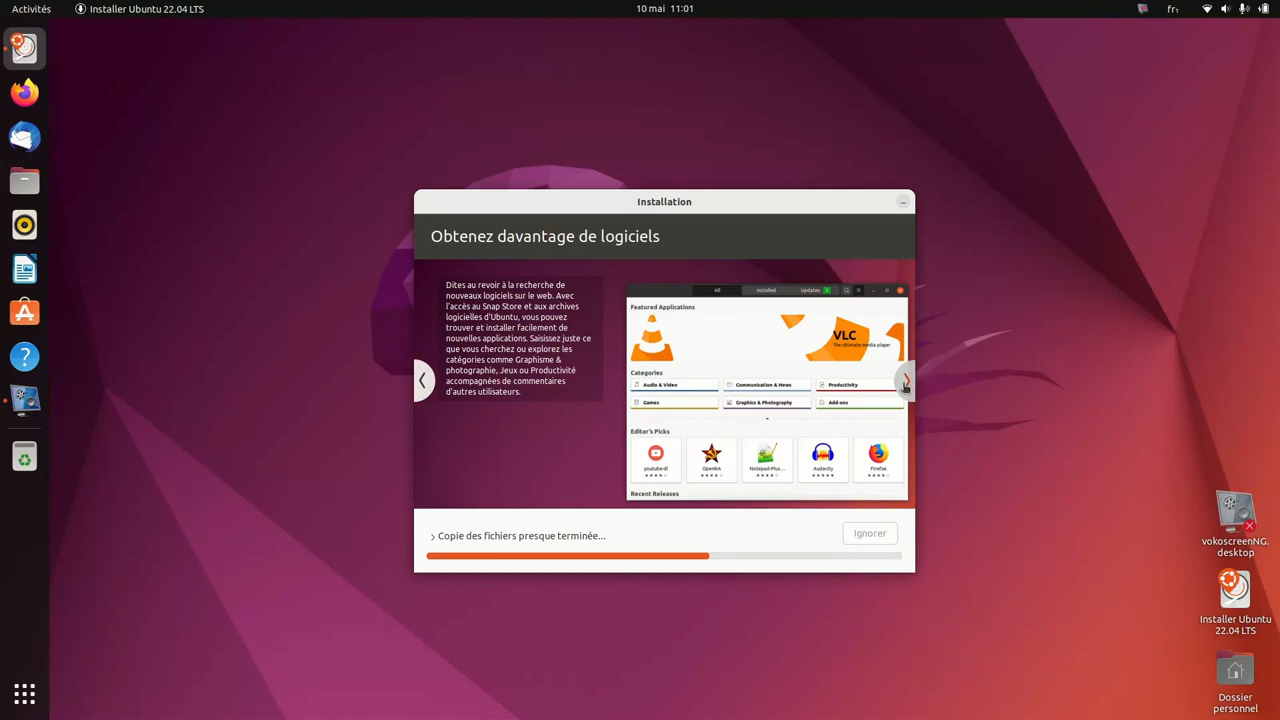 Activités
Installer Ubuntu 22.04 LTS
10 mai 11:01
fr₁
Installation
Obtenez davantage de logiciels
Dites au revoir à la recherche de
nouveaux logiciels sur le web. Avec
l'accès au Snap Store et aux archives
logicielles d'Ubuntu, vous pouvez
trouver et installer facilement de
nouvelles applications. Saisissez juste ce
que vous cherchez ou explorez les
catégories comme Graphisme &
photographie, Jeux ou Productivité
accompagnées de commentaires
d'autres utilisateurs.
All
Installed
Updates
Featured Applications
VLC
The ultimate media player
Categories
Audio & Video
Communication & News
Productivity
Games
Graphics & Photography
Add-ons
Editor's Picks
youtube-dl
OpenRA
Notepad-Plus...
Audacity
Firefox
Recent Releases
Copie des fichiers presque terminée...
Ignorer
vokoscreenNG.
desktop
Installer Ubuntu
22.04 LTS
Dossier
personnel